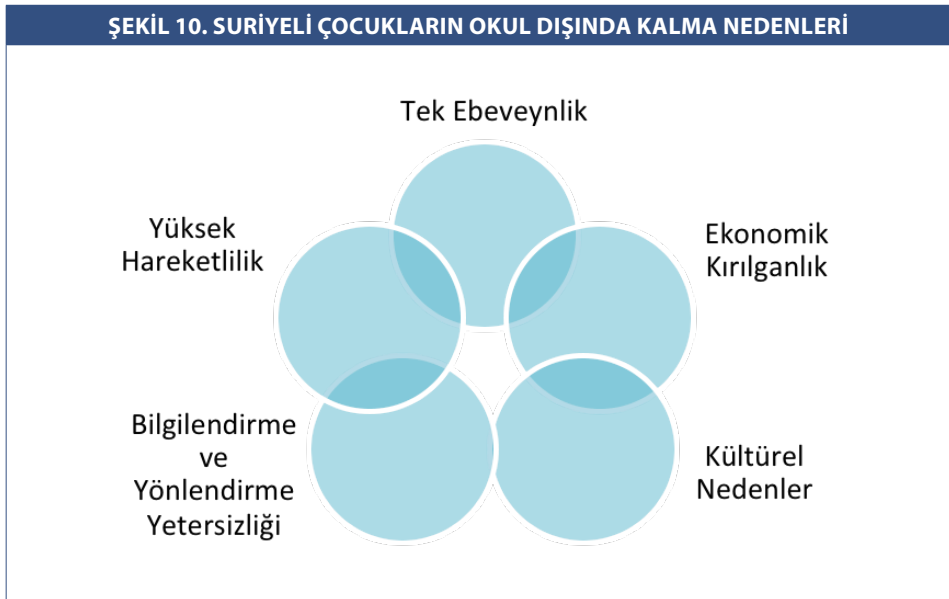 ŞEKİL 10. SURİYELİ ÇOCUKLARIN OKUL DIŞINDA KALMA NEDENLERİ
Tek Ebeveynlik
Yüksek
Hareketlilik
Ekonomik
Kırılganlık
Bilgilendirme
ve
Yönlendirme
Yetersizliği
Kültürel
Nedenler